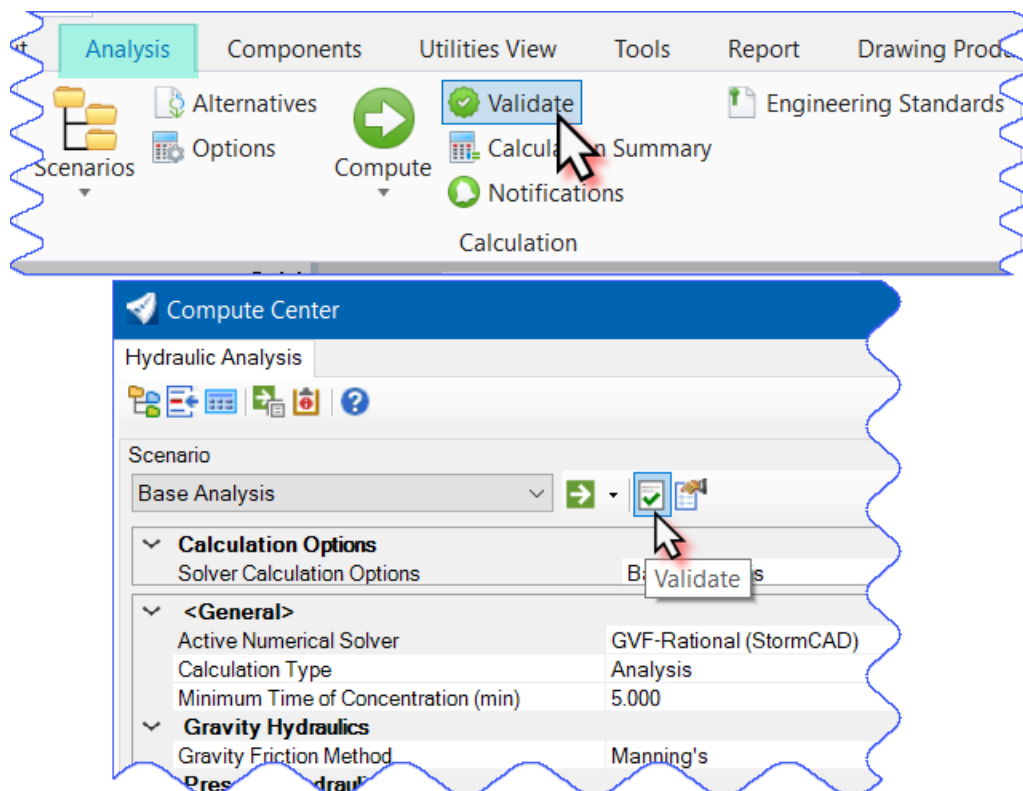 Analysis Components Utilities View Tools Report Drawing
Alternatives Validate Engineering Standards
Scenarios Options Compute Summary
Notifications
Calculation
Compute Center
Hydraulic Analysis
Scenario
Base Analysis
Calculation Options
Solver Calculation Options
Validate
<General>
Active Numerical Solver GVF-Rational (StormCAD)
Calculation Type Analysis
Minimum Time of Concentration (min) 5.000
Gravity Hydraulics
Gravity Friction Method Manning's